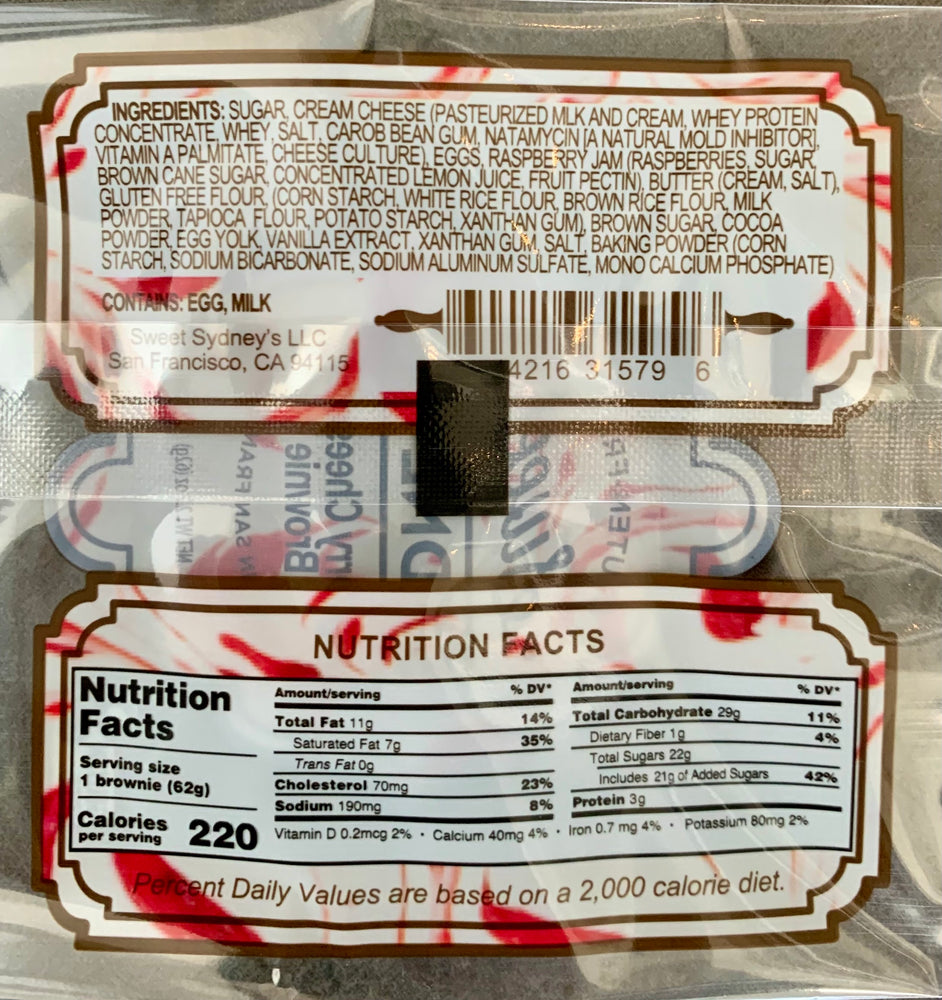 INGREDIENTS: SUGAR, CREAM CHEESE (PASTEURIZED MLK AND CREAM, WHEY PROTEIN
CONCENTRATE, WHEY, SALT, CAROB BEAN GUM, NATAMYCIN [A NATURAL MOLD INHIBITOR],
VITAMIN A PALMITATE, CHEESE CULTURE), EGGS, RASPBERRY JAM (RASPBERRIES, SUGAR,
BROWN CANE SUGAR, CONCENTRATED LEMON JUICE, FRUIT PECTIN), BUTTER (CREAM, SALT),
GLUTEN FREE FLOUR, (CORN STARCH, WHITE RICE FLOUR, BROWN RICE FLOUR, MILK
POWDER, TAPIOCA FLOUR, POTATO STARCH, XANTHAN GUM), BROWN SUGAR, COCOA
POWDER, EGG YOLK, VANILLA EXTRACT, XANTHAN GUM, SALT, BAKING POWDER (CORN
STARCH, SODIUM BICARBONATE, SODIUM ALUMINUM SULFATE, MONO CALCIUM PHOSPHATE)
CONTAINS: EGG, MILK
Sweet Sydney's LLC
San Francisco, CA 94115
4216 31579 6
Brownie
NUTRITION FACTS
Nutrition
Facts
Serving size
1 brownie (62g)
Calories
per serving 220
Amount/serving % DV*
Total Fat 11g 14%
Saturated Fat 7g 35%
Trans Fat 0g
Cholesterol 70mg 23%
Sodium 190mg 8%
Amount/serving % DV*
Total Carbohydrate 29g 11%
Dietary Fiber 1g 4%
Total Sugars 22g
Includes 21g of Added Sugars 42%
Protein 3g
Vitamin D 0.2mcg 2% • Calcium 40mg 4% • Iron 0.7 mg 4% • Potassium 80mg 2%
Percent Daily Values are based on a 2,000 calorie diet.